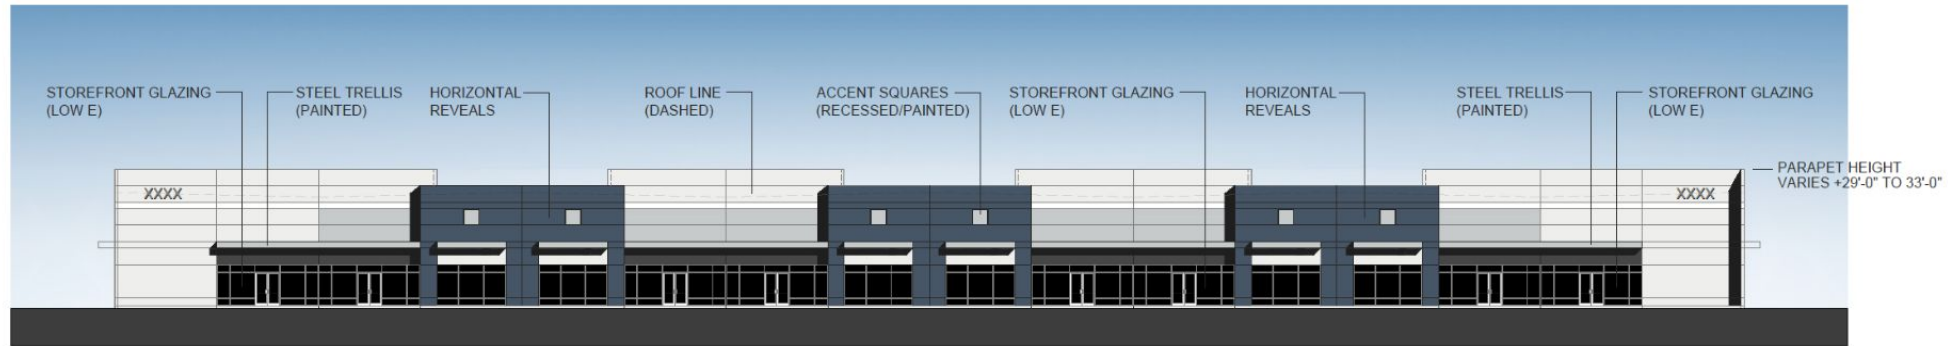 STOREFRONT GLAZING
(LOW E)
STEEL TRELLIS
(PAINTED)
HORIZONTAL
REVEALS
ROOF LINE
(DASHED)
ACCENT SQUARES
(RECESSED/PAINTED)
STOREFRONT GLAZING
(LOW E)
HORIZONTAL
REVEALS
STEEL TRELLIS
(PAINTED)
STOREFRONT GLAZING
(LOW E)
PARAPET HEIGHT
VARIES +29'-0" TO 33'-0"
XXXX
XXXX